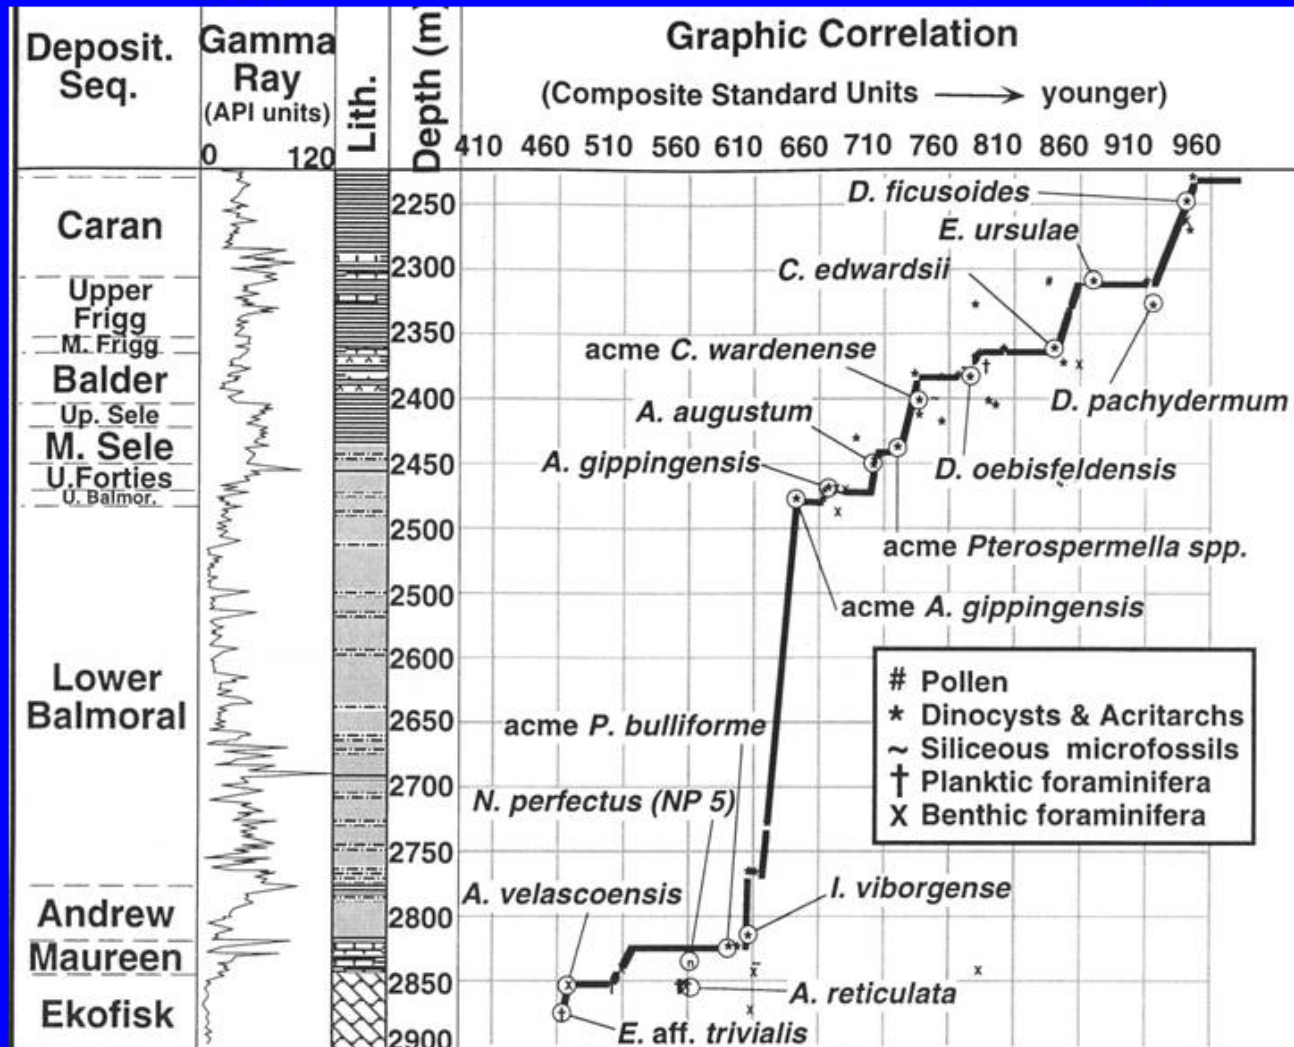 Deposit.
Seq.
Gamma
Ray
(API units)
0 120
Lith.
Depth (m)
Graphic Correlation
(Composite Standard Units → younger)
410 460 510 560 610 660 710 760 810 860 910 960
Caran
Upper
Frigg
M. Frigg
Balder
Up. Sele
M. Sele
U.Forties
U. Balmor.
Lower
Balmoral
Andrew
Maureen
Ekofisk
2250
2300
2350
2400
2450
2500
2550
2600
2650
2700
2750
2800
2850
2900
D. ficusoides
E. ursulae
C. edwardsii
acme C. wardenense
D. pachydermum
A. augustum
A. gippingensis
D. oebisfeldensis
acme Pterospermella spp.
acme A. gippingensis
acme P. bulliforme
N. perfectus (NP 5)
A. velascoensis
I. viborgense
A. reticulata
E. aff. trivialis
# Pollen
* Dinocysts & Acritarchs
~ Siliceous microfossils
† Planktic foraminifera
x Benthic foraminifera